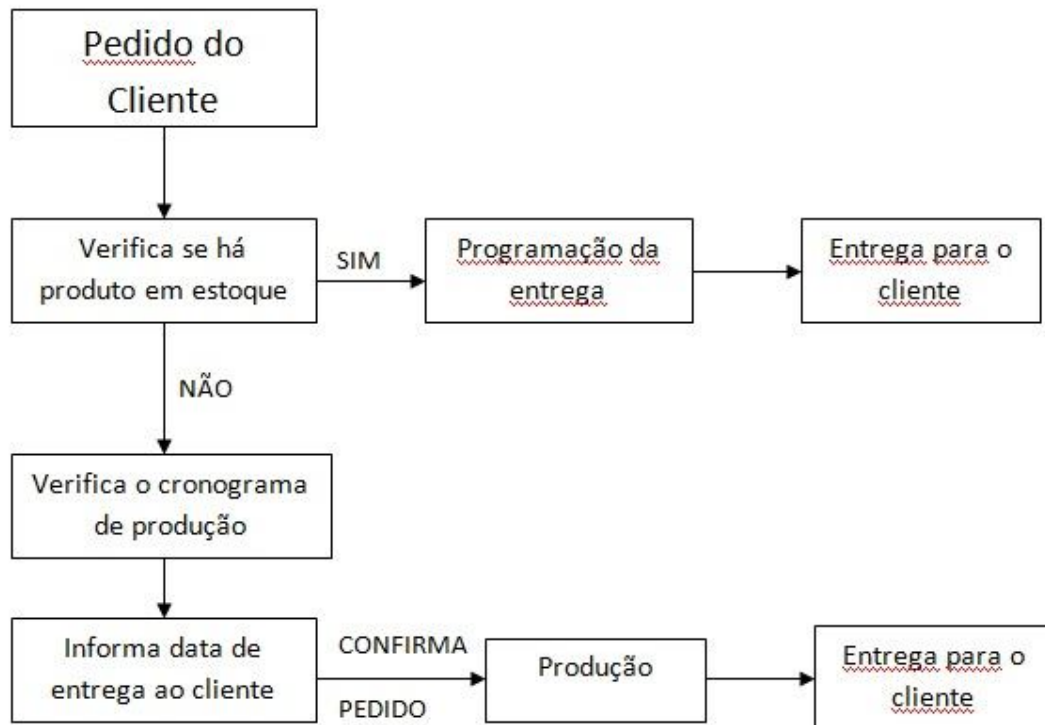 Pedido do
Cliente
Verifica se há
produto em estoque
SIM
Programação da
entrega
Entrega para o
cliente
NÃO
Verifica o cronograma
de produção
Informa data de
entrega ao cliente
CONFIRMA
PEDIDO
Produção
Entrega para o
cliente